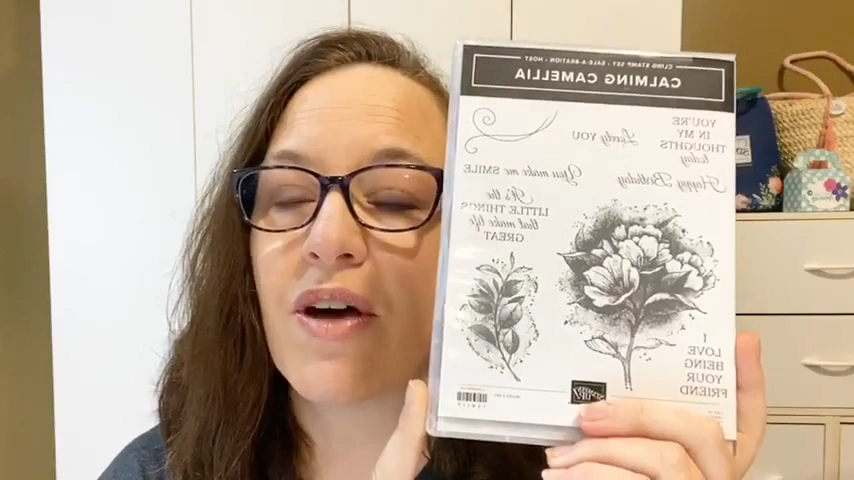 CLING STAMP SET • SALE-A-BRATION • HOST
CALMING CAMELLIA
YOU'RE
IN MY
THOUGHTS
today
Lovely YOU
You make me SMILE
Happy Birthday
It's the
LITTLE THINGS
that make life
GREAT
I
LOVE
BEING
YOUR
FRIEND